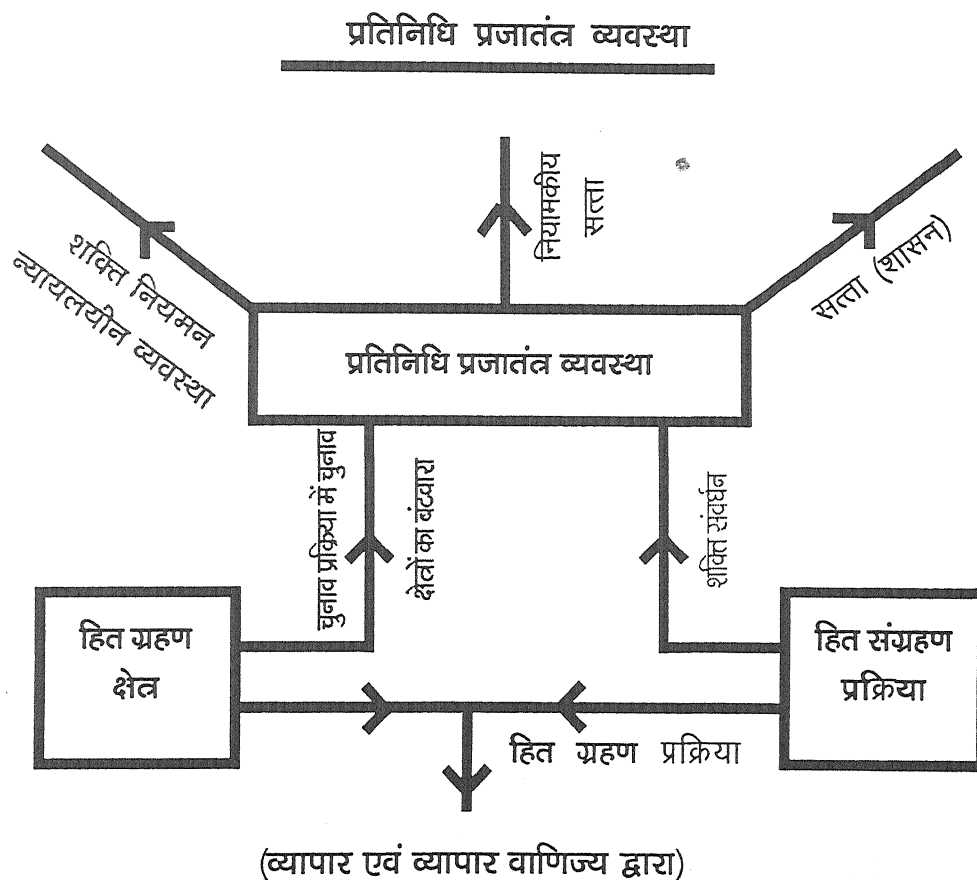 प्रतिनिधि प्रजातंत्र व्यवस्था
शक्ति नियमन
न्यायलयीन व्यवस्था
नियामकीय
सत्ता
सत्ता (शासन)
प्रतिनिधि प्रजातंत्र व्यवस्था
चुनाव प्रक्रिया में चुनाव
क्षेत्रों का बंटवारा
शक्ति संवर्धन
हित ग्रहण
क्षेत्र
हित संग्रहण
प्रक्रिया
हित ग्रहण प्रक्रिया
(व्यापार एवं व्यापार वाणिज्य द्वारा)